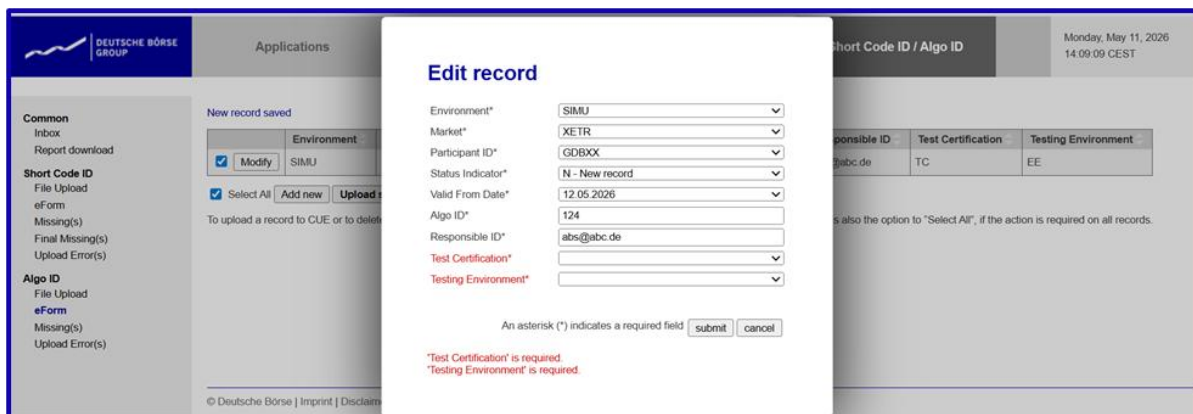 DEUTSCHE BÖRSE
GROUP
Applications
Short Code ID / Algo ID
Monday, May 11, 2026
14:09:09 CEST
Common
Inbox
Report download
Short Code ID
File Upload
eForm
Missing(s)
Final Missing(s)
Upload Error(s)
Algo ID
File Upload
eForm
Missing(s)
Upload Error(s)
New record saved
Environment
ponsible ID Test Certification Testing Environment
Modify SIMU
@abc.de TC EE
Select All Add new Upload
To upload a record to CUE or to delet
s also the option to "Select All", if the action is required on all records.
Edit record
Environment* SIMU
Market* XETR
Participant ID* GDBXX
Status Indicator* N - New record
Valid From Date* 12.05.2026
Algo ID* 124
Responsible ID* abs@abc.de
Test Certification*
Testing Environment*
An asterisk (*) indicates a required field submit cancel
'Test Certification' is required.
'Testing Environment' is required.
© Deutsche Börse | Imprint | Disclaim